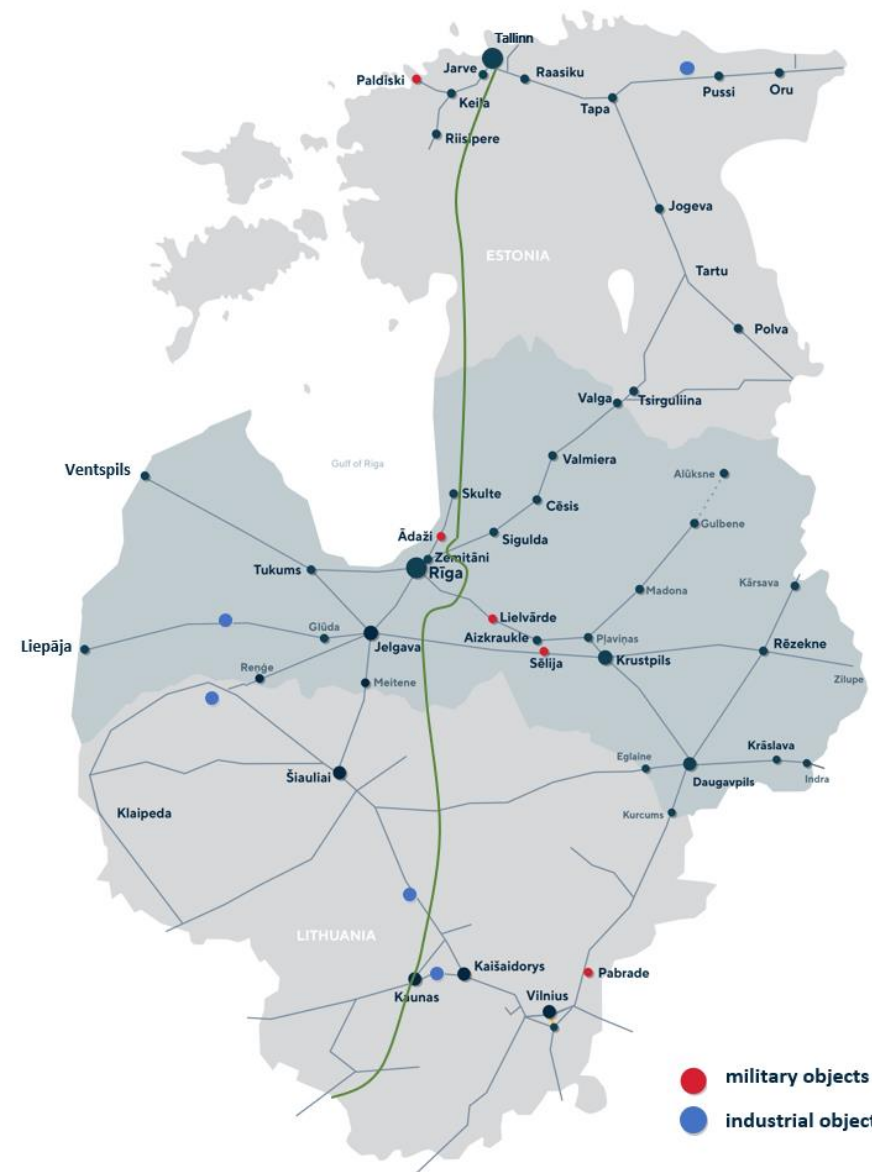 Tallinn
Jarve
Raasiku
Paldiski
Pussi
Oru
Keila
Tapa
Riisipere
Jogeva
ESTONIA
Tartu
Polva
Valga
Tsirguliina
Gulf of Riga
Valmiera
Ventspils
Alūksne
Skulte
Cēsis
Gulbene
Ādaži
Sigulda
Zemitāni
Tukums
Rīga
Kārsava
Madona
Lielvārde
Glūda
Aizkraukle
Pļaviņas
Liepāja
Jelgava
Rēzekne
Sēlija
Krustpils
Reņģe
Meitene
Zilupe
Krāslava
Eglaine
Šiauliai
Indra
Daugavpils
Klaipeda
Kurcums
LITHUANIA
Kaišaidorys
Pabrade
Kaunas
Vilnius
military objects
industrial object